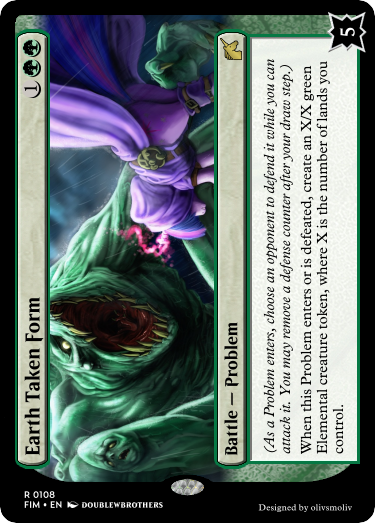 Earth Taken Form 1
Battle — Problem
(As a Problem enters, choose an opponent to defend it while you can
attack it. You may remove a defense counter after your draw step.)
When this Problem enters or is defeated, create an X/X green
Elemental creature token, where X is the number of lands you
control.
5
R 0108
FIM • EN DOUBLEWBROTHERS
Designed by olivsmoliv